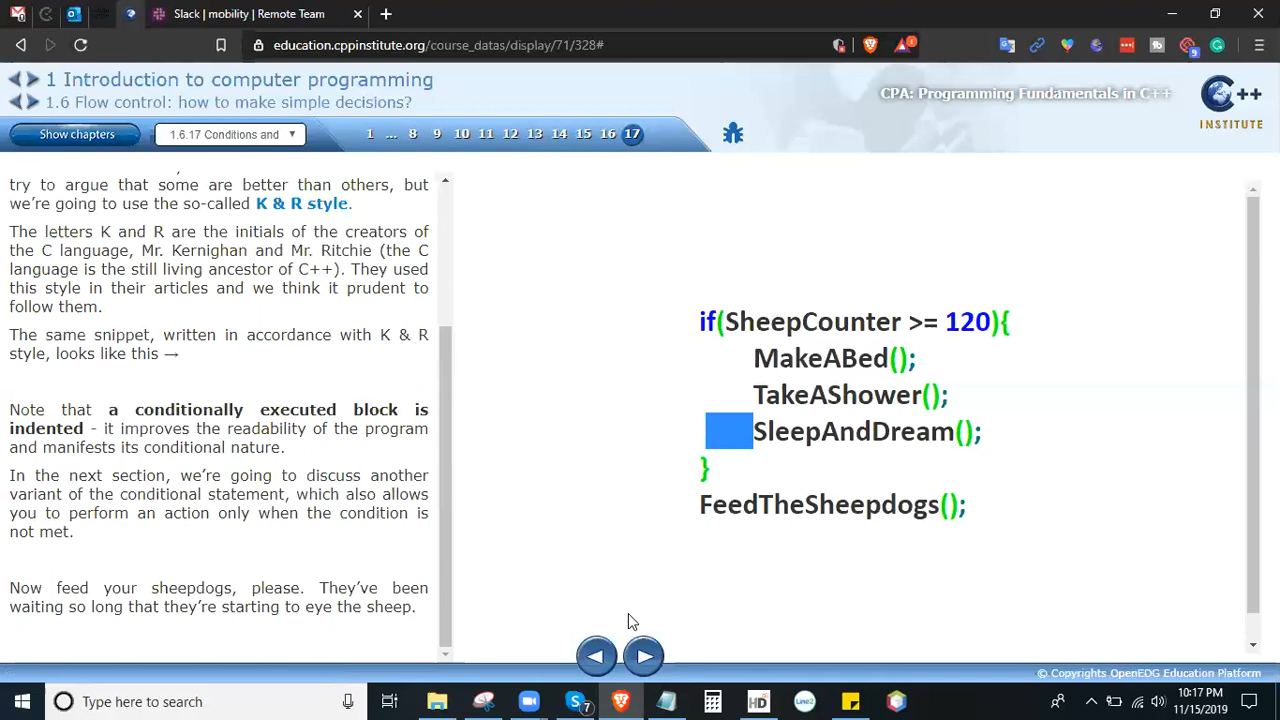 Slack | mobility | Remote Team
education.cppinstitute.org/course_datas/display/71/328#
9
1 Introduction to computer programming
1.6 Flow control: how to make simple decisions?
CPA: Programming Fundamentals in C++
C++
INSTITUTE
Show chapters
1.6.17 Conditions and
1 ... 8 9 10 11 12 13 14 15 16 17
try to argue that some are better than others, but
we're going to use the so-called K & R style.
The letters K and R are the initials of the creators of
the C language, Mr. Kernighan and Mr. Ritchie (the C
language is the still living ancestor of C++). They used
this style in their articles and we think it prudent to
follow them.
The same snippet, written in accordance with K & R
style, looks like this →
Note that a conditionally executed block is
indented - it improves the readability of the program
and manifests its conditional nature.
In the next section, we're going to discuss another
variant of the conditional statement, which also allows
you to perform an action only when the condition is
not met.
Now feed your sheepdogs, please. They've been
waiting so long that they're starting to eye the sheep.
if(SheepCounter >= 120){
MakeABed();
TakeAShower();
SleepAndDream();
}
FeedTheSheepdogs();
© Copyrights OpenEDG Education Platform
Type here to search
7
HD
Line2
10:17 PM
11/15/2019